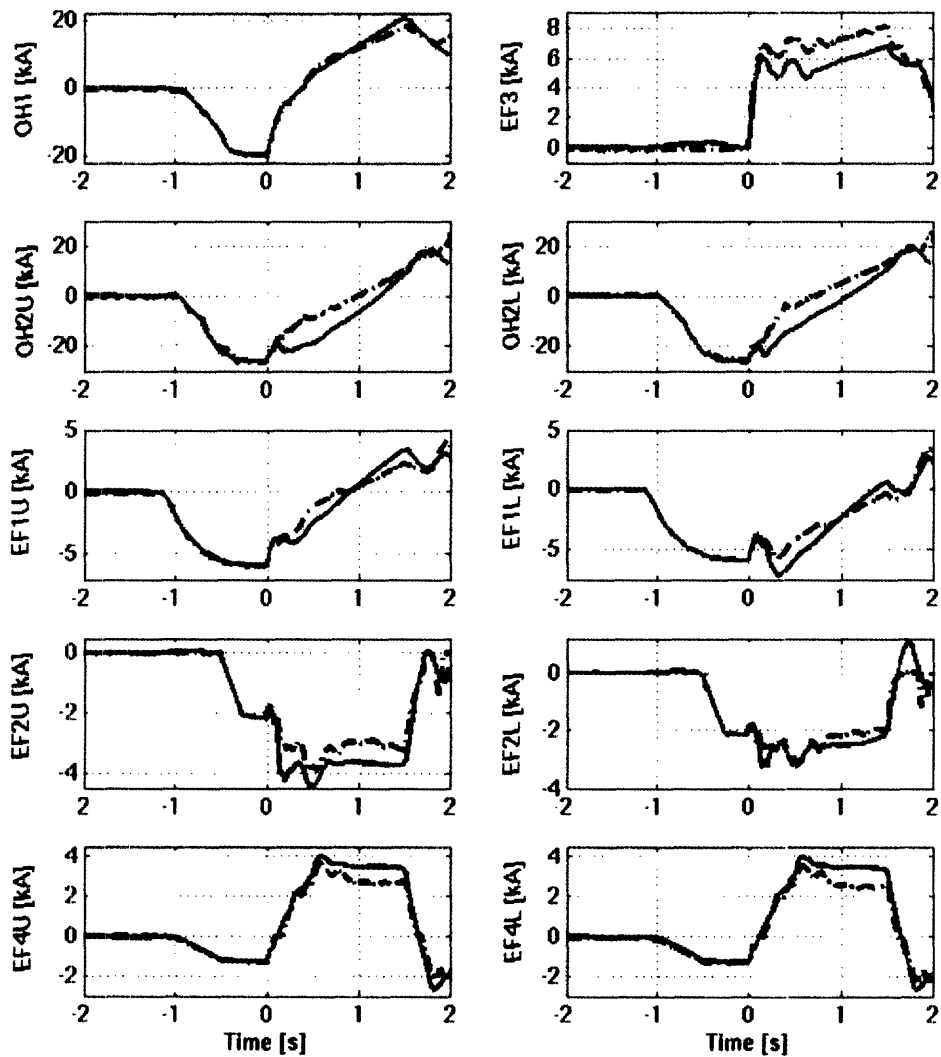 OH1 [kA]
20
0
-20
-2 -1 0 1 2
EF3 [kA]
8
6
4
2
0
-2 -1 0 1 2
OH2U [kA]
20
0
-20
-2 -1 0 1 2
OH2L [kA]
20
0
-20
-2 -1 0 1 2
EF1U [kA]
5
0
-5
-2 -1 0 1 2
EF1L [kA]
5
0
-5
-2 -1 0 1 2
EF2U [kA]
0
-2
-4
-2 -1 0 1 2
EF2L [kA]
0
-2
-4
-2 -1 0 1 2
EF4U [kA]
4
2
0
-2
-2 -1 0 1 2
Time [s]
EF4L [kA]
4
2
0
-2
-2 -1 0 1 2
Time [s]